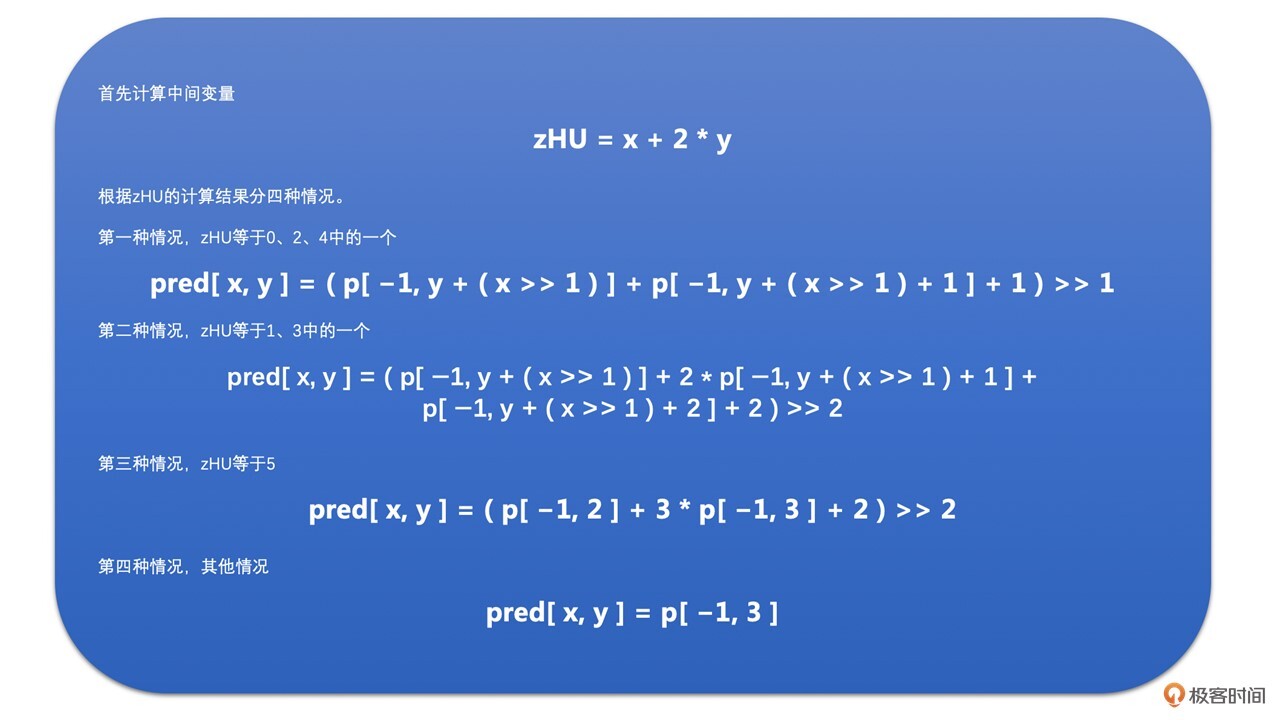 首先计算中间变量
zHU = x + 2 * y
根据zHU的计算结果分四种情况。
第一种情况，zHU等于0、2、4中的一个
pred[ x, y ] = ( p[ −1, y + ( x >> 1 ) ] + p[ −1, y + ( x >> 1 ) + 1 ] + 1 ) >> 1
第二种情况，zHU等于1、3中的一个
pred[ x, y ] = ( p[ −1, y + ( x >> 1 ) ] + 2 * p[ −1, y + ( x >> 1 ) + 1 ] +
p[ −1, y + ( x >> 1 ) + 2 ] + 2 ) >> 2
第三种情况，zHU等于5
pred[ x, y ] = ( p[ −1, 2 ] + 3 * p[ −1, 3 ] + 2 ) >> 2
第四种情况，其他情况
pred[ x, y ] = p[ −1, 3 ]
极客时间